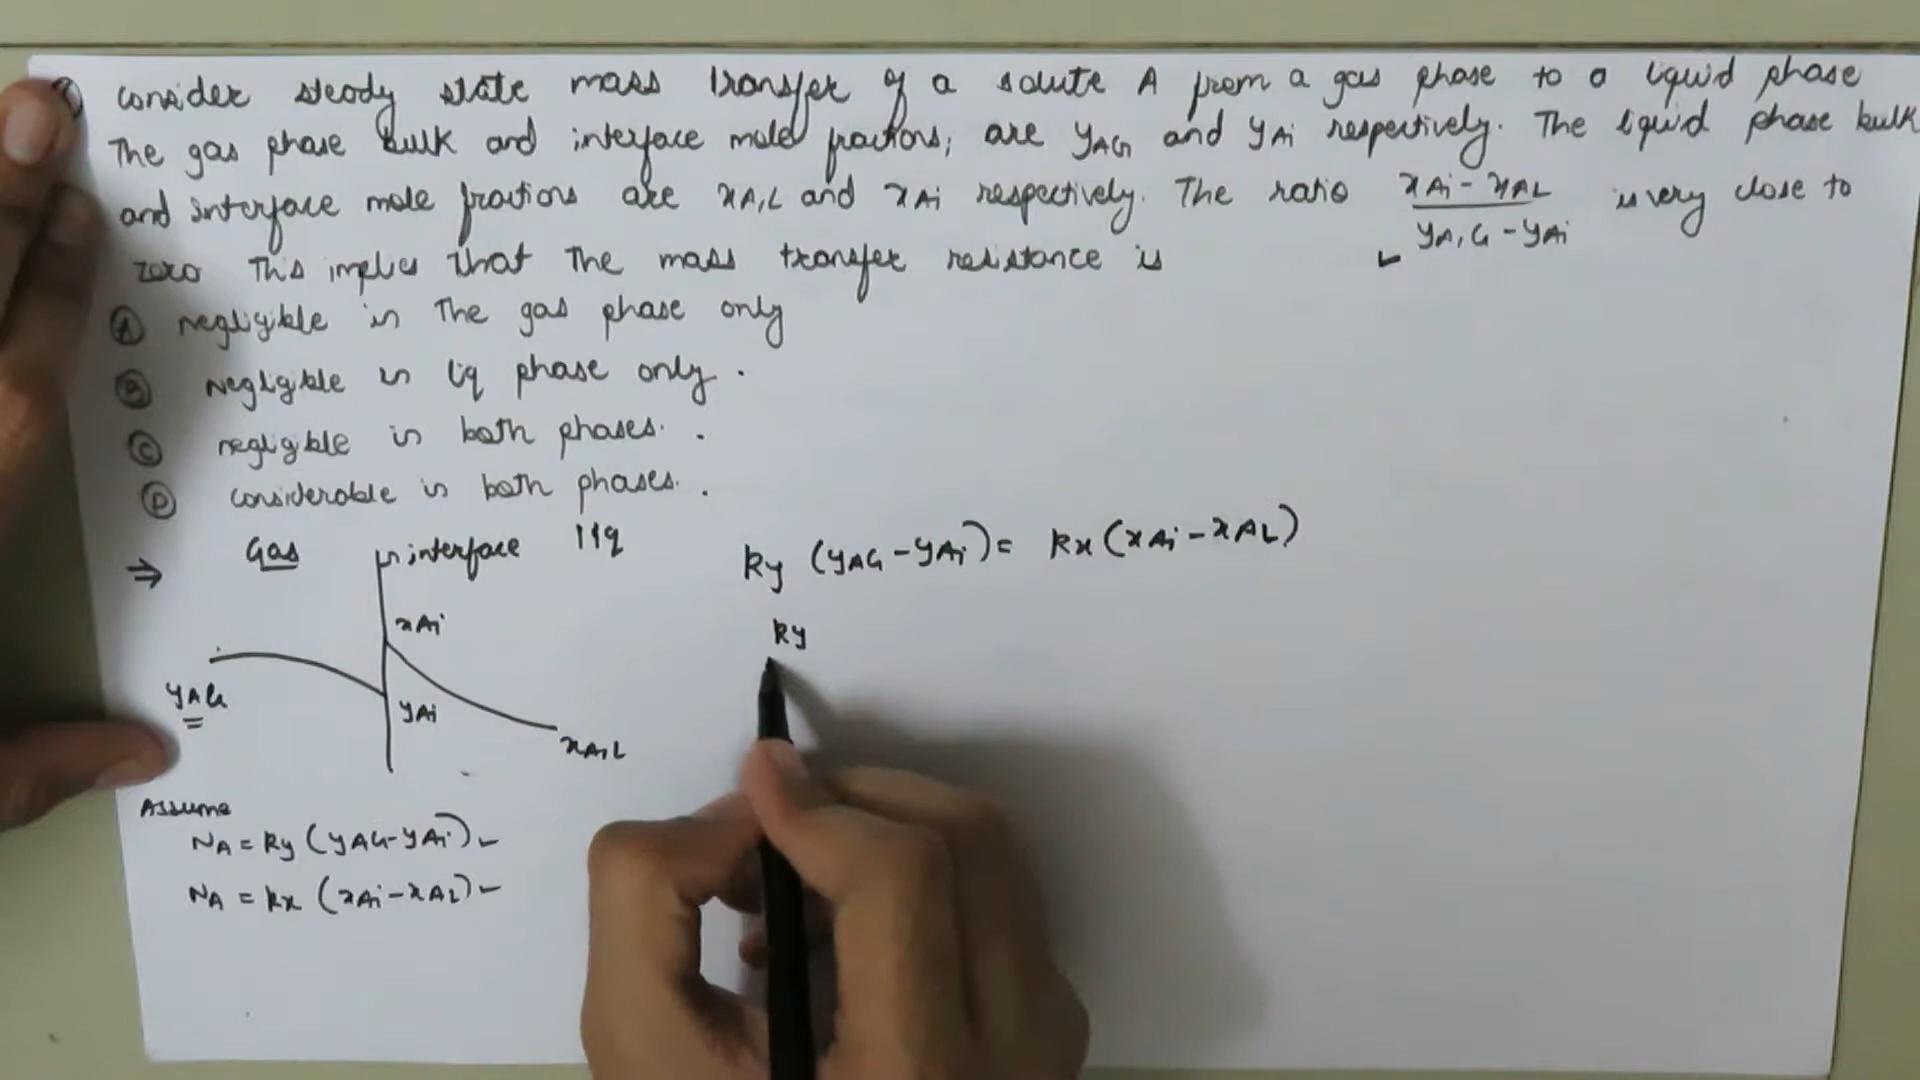 consider steady state mass transfer of a solute A from a gas phase to a liquid phase
The gas phase bulk and interface mole fractions, are yAG and yAi respectively. The liquid phase bulk
and interface mole fractions are xA,L and xAi respectively. The ratio xAi - xAL / yA,G - yAi is very close to
zero This implies that the mass transfer resistance is
A negligible in the gas phase only
B Negligible in liq phase only.
C negligible in both phases.
D considerable in both phases.
⇒ Gas interface liq
ky (yAG - yAi) = kx (xAi - xAL)
xAi
ky
yAG
yAi
xA,L
Assume
NA = ky (yAG - yAi)
NA = kx (xAi - xAL)